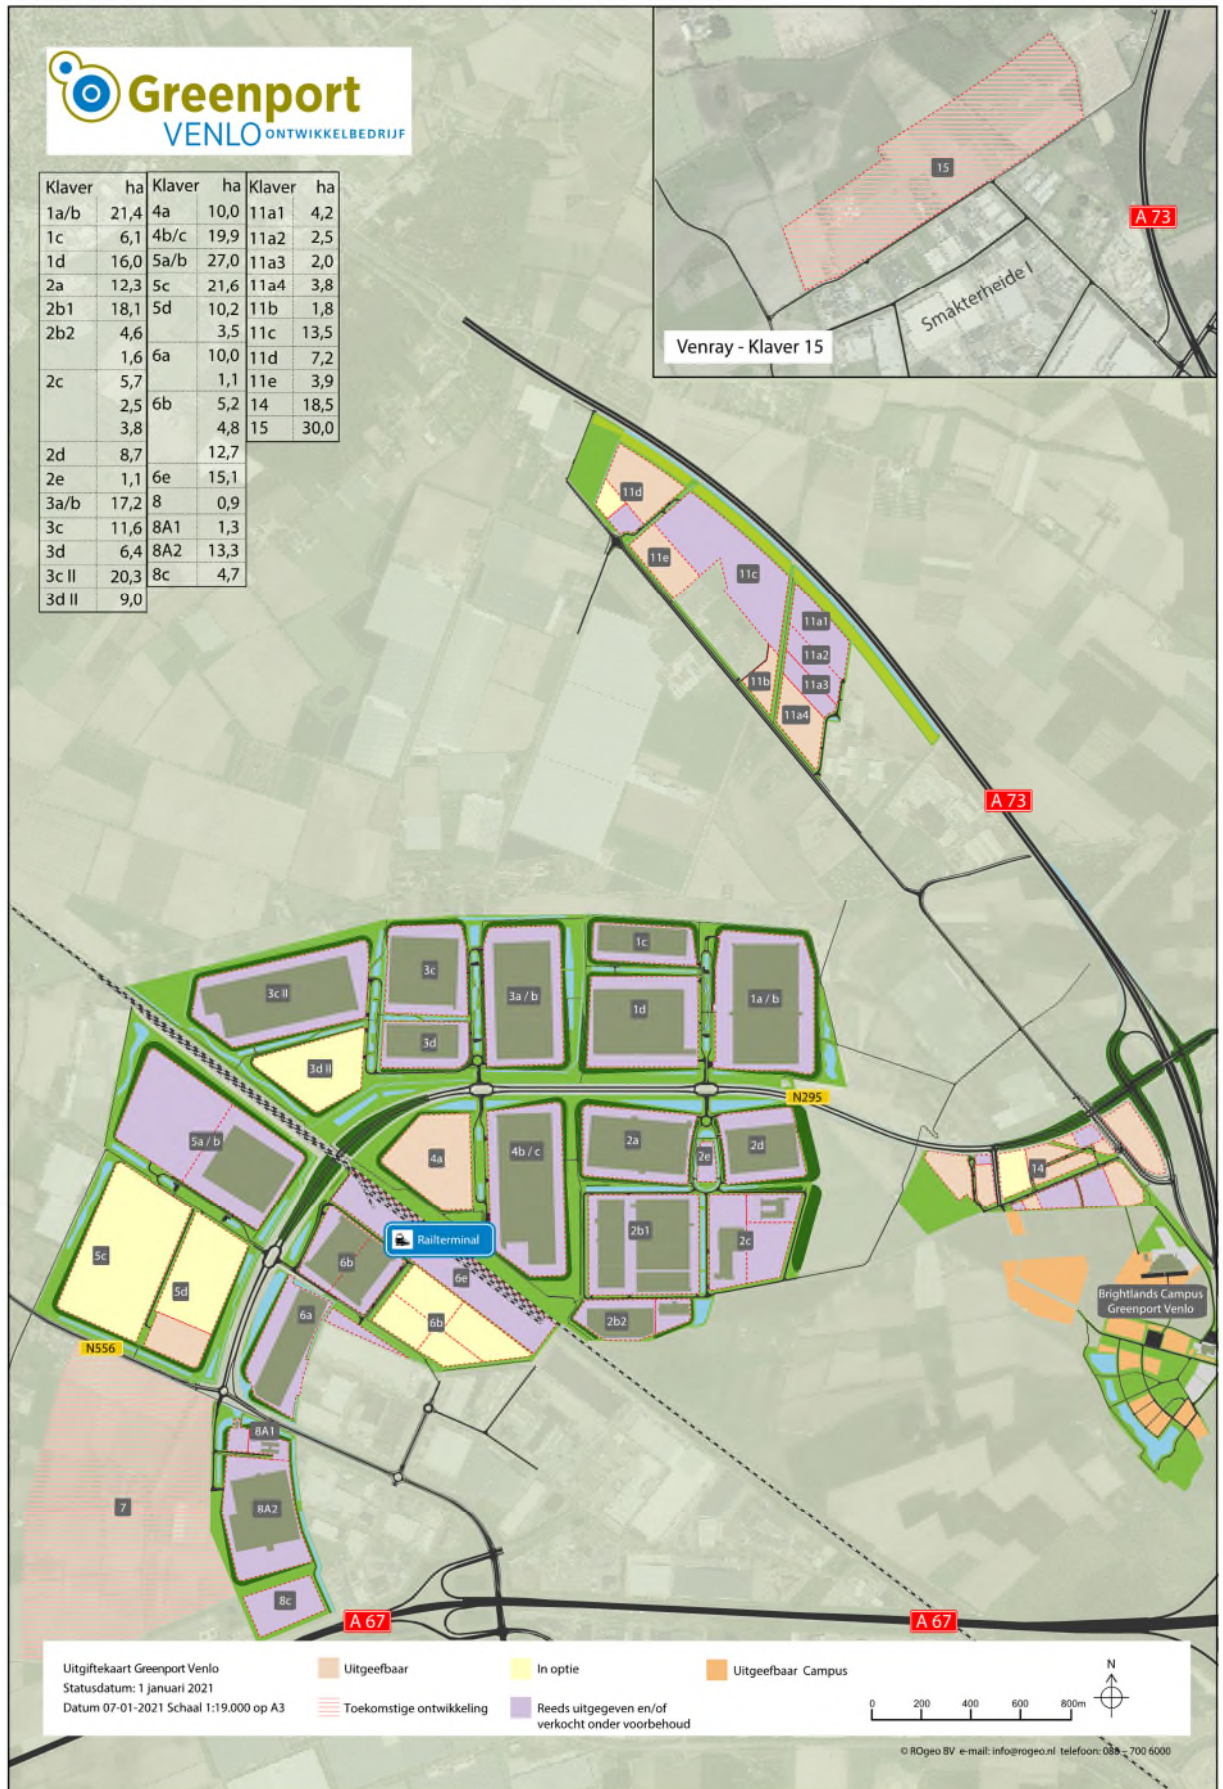 Greenport
VENLO ONTWIKKELBEDRIJF
Klaver ha Klaver ha Klaver ha
1a/b 21,4 4a 10,0 11a1 4,2
1c 6,1 4b/c 19,9 11a2 2,5
1d 16,0 5a/b 27,0 11a3 2,0
2a 12,3 5c 21,6 11a4 3,8
2b1 18,1 5d 10,2 11b 1,8
2b2 4,6 3,5 11c 13,5
1,6 6a 10,0 11d 7,2
2c 5,7 1,1 11e 3,9
2,5 6b 5,2 14 18,5
3,8 4,8 15 30,0
2d 8,7 12,7
2e 1,1 6e 15,1
3a/b 17,2 8 0,9
3c 11,6 8A1 1,3
3d 6,4 8A2 13,3
3c II 20,3 8c 4,7
3d II 9,0
15
A 73
Smakterheide I
Venray - Klaver 15
11d
11e
11c
11a1
11a2
11b
11a3
11a4
A 73
1c
3c
3c II
3a / b
1d
1a / b
3d
3d II
N295
5a / b
4a
4b / c
2a
2e
2d
14
Railterminal
2b1
2c
5c
6b
6e
5d
6a
6b
2b2
Brightlands Campus
Greenport Venlo
N556
8A1
7
8A2
8c
A 67
A 67
Uitgiftekaart Greenport Venlo
Statusdatum: 1 januari 2021
Datum 07-01-2021 Schaal 1:19.000 op A3
Uitgeefbaar
Toekomstige ontwikkeling
In optie
Reeds uitgegeven en/of
verkocht onder voorbehoud
Uitgeefbaar Campus
N
0 200 400 600 800m
© ROgeo BV e-mail: info@rogeo.nl telefoon: 088 – 700 6000